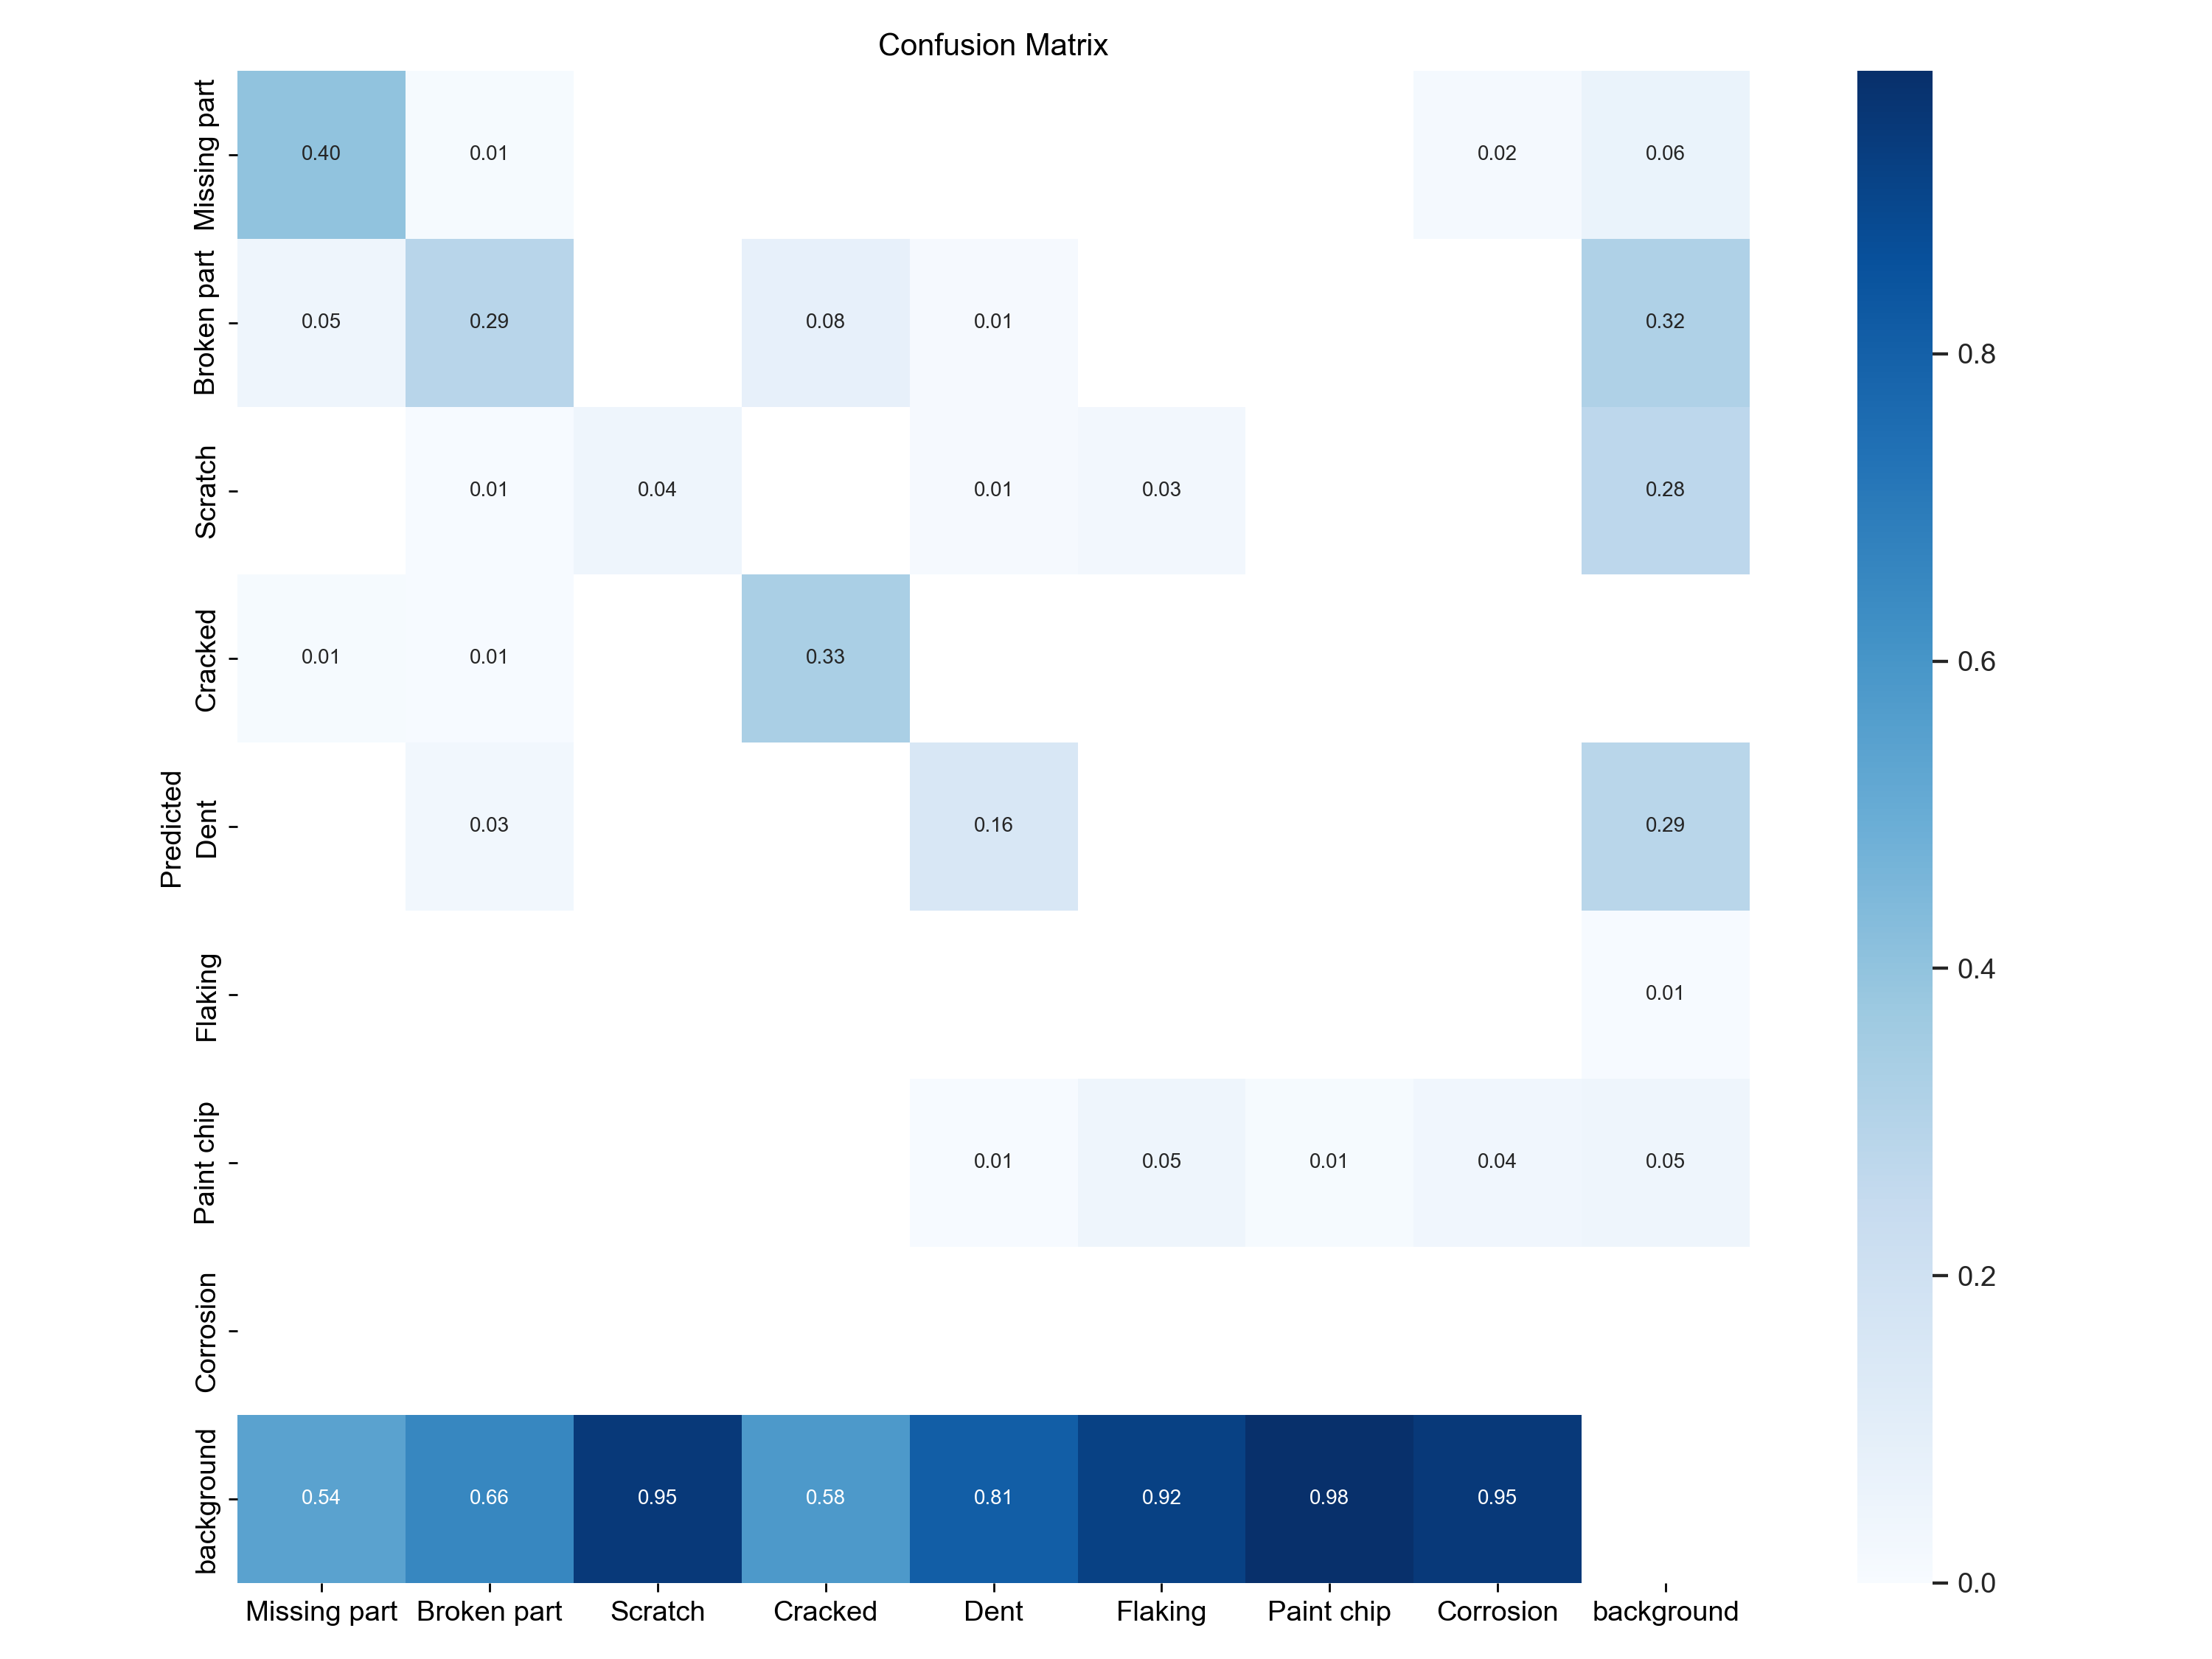 Confusion Matrix
Missing part
0.40 0.01 0.02 0.06
Broken part
0.05 0.29 0.08 0.01 0.32
Scratch
0.01 0.04 0.01 0.03 0.28
Cracked
0.01 0.01 0.33
Predicted
Dent
0.03 0.16 0.29
Flaking
0.01
Paint chip
0.01 0.05 0.01 0.04 0.05
Corrosion
background
0.54 0.66 0.95 0.58 0.81 0.92 0.98 0.95
Missing part Broken part Scratch Cracked Dent Flaking Paint chip Corrosion background
0.8
0.6
0.4
0.2
0.0